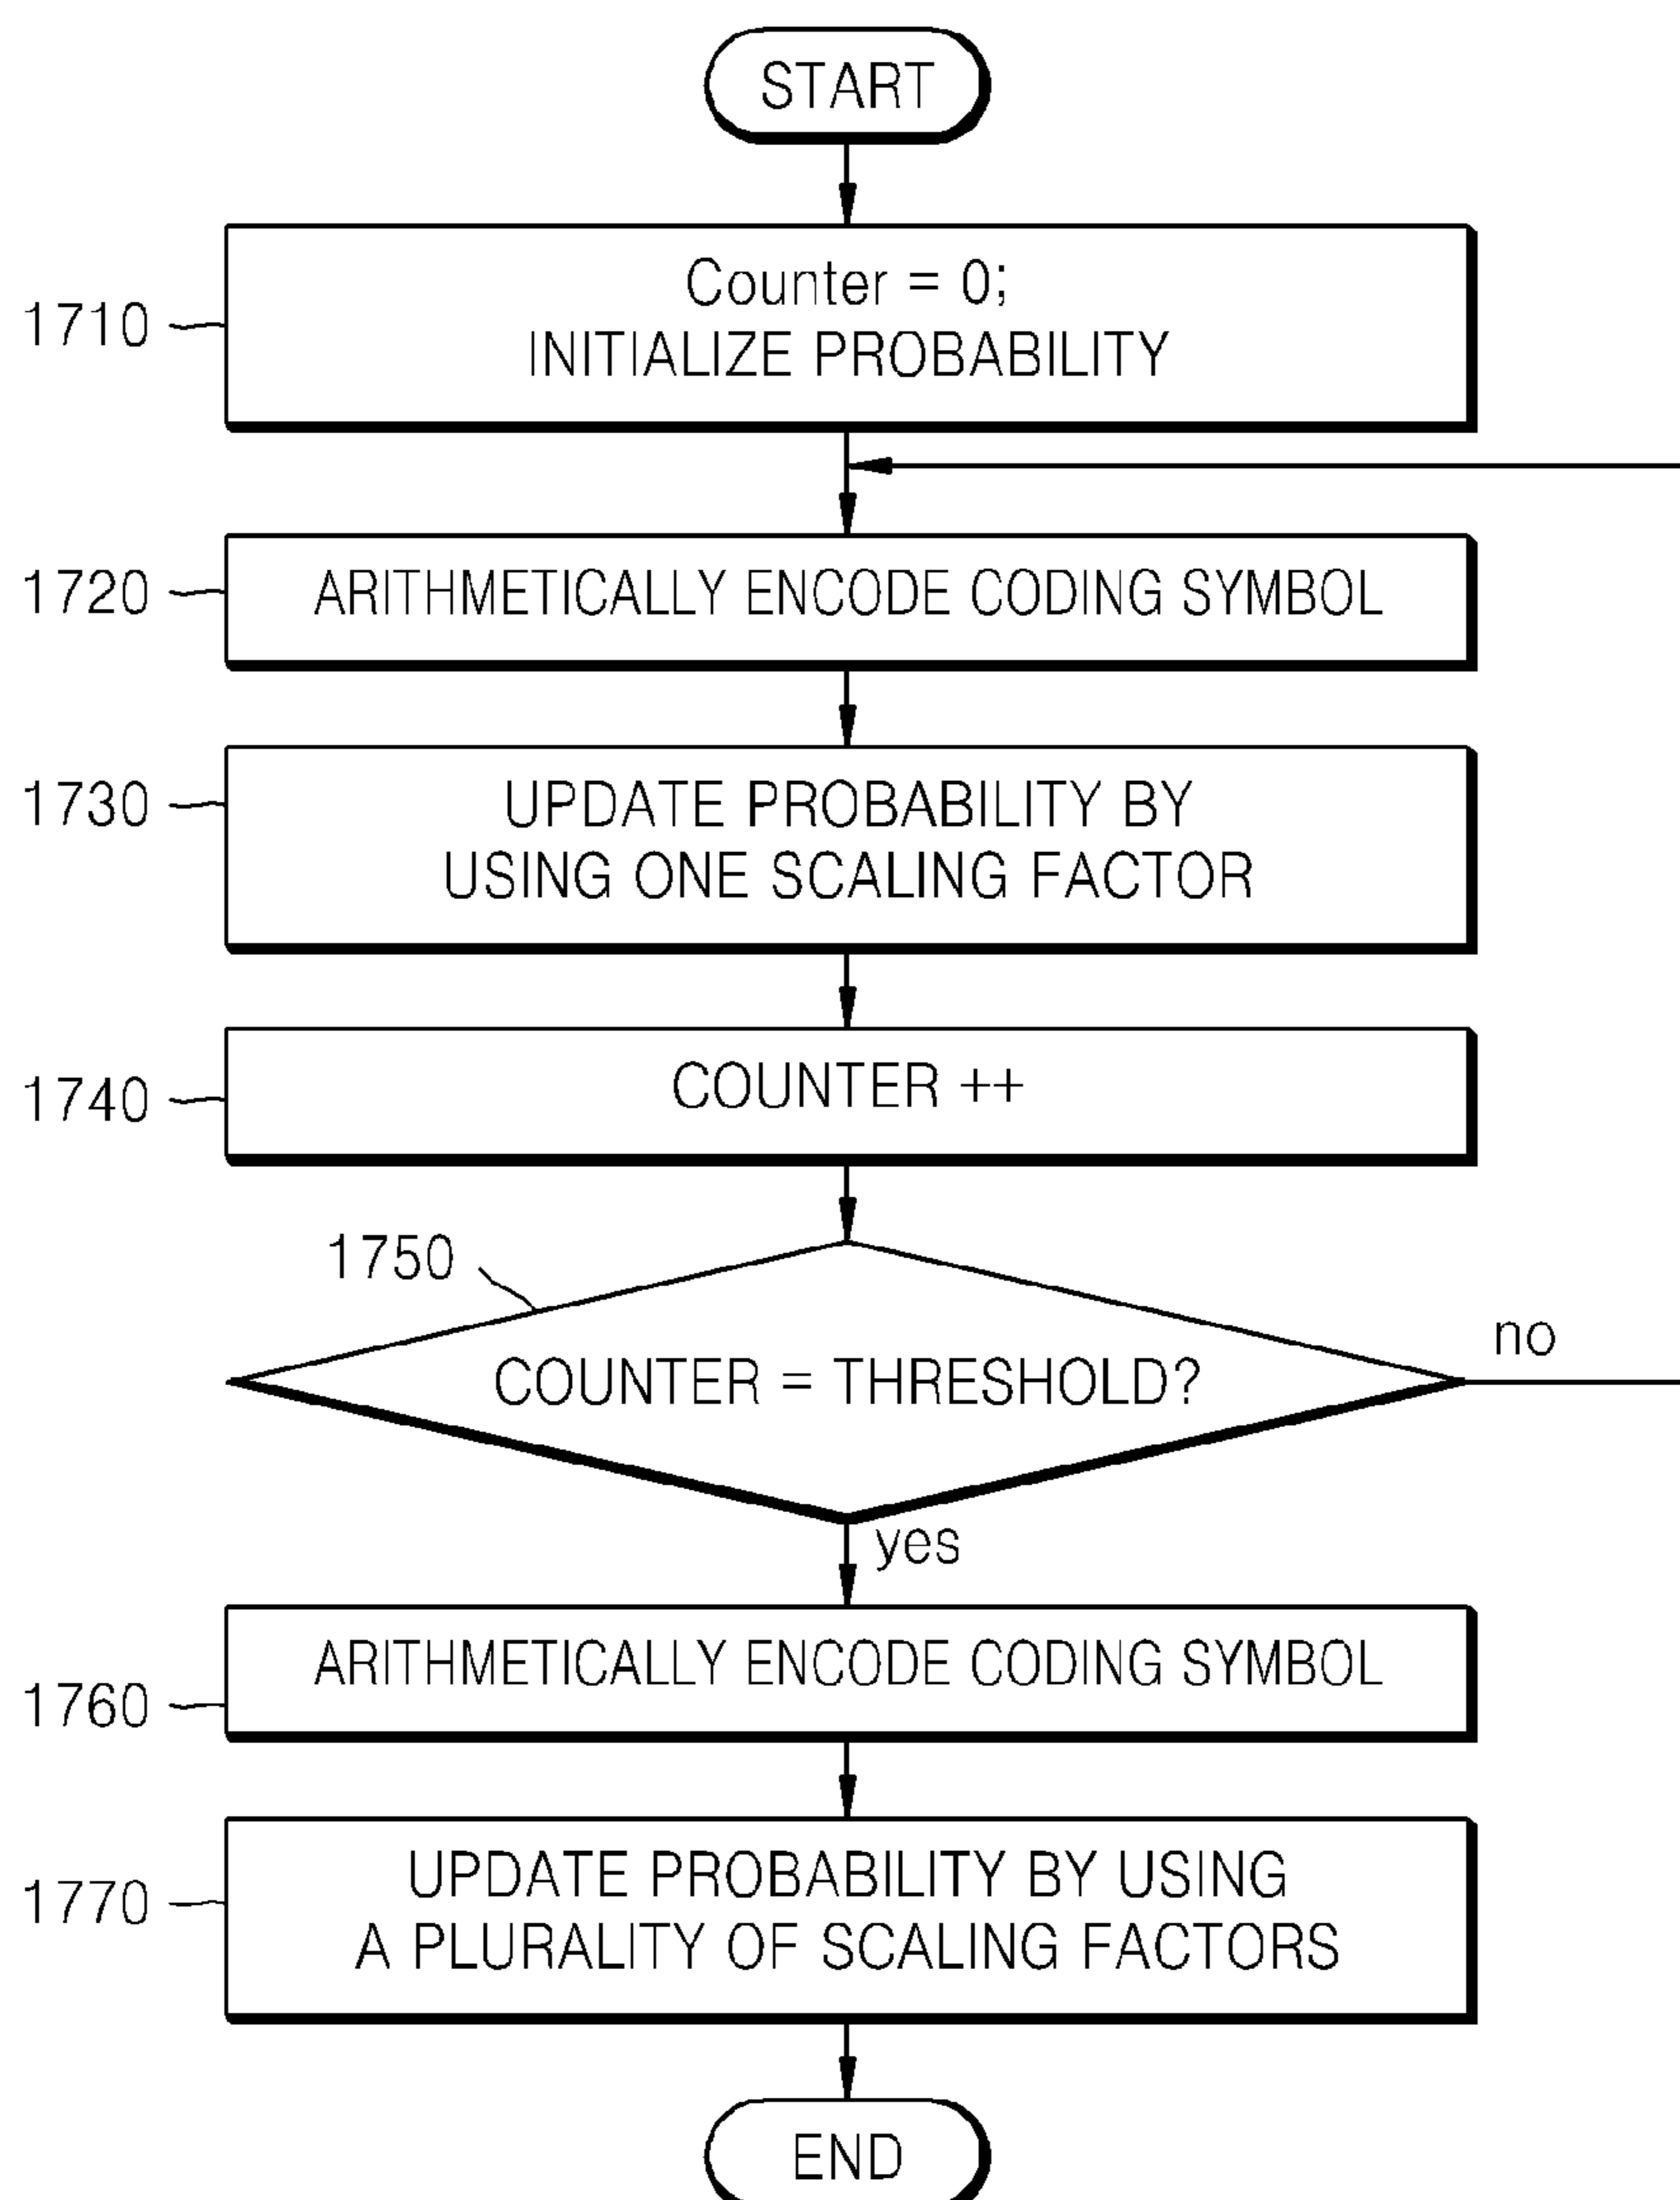 START
1710
Counter = 0;
INITIALIZE PROBABILITY
1720
ARITHMETICALLY ENCODE CODING SYMBOL
1730
UPDATE PROBABILITY BY
USING ONE SCALING FACTOR
1740
COUNTER ++
1750
COUNTER = THRESHOLD?
no
yes
1760
ARITHMETICALLY ENCODE CODING SYMBOL
1770
UPDATE PROBABILITY BY USING
A PLURALITY OF SCALING FACTORS
END